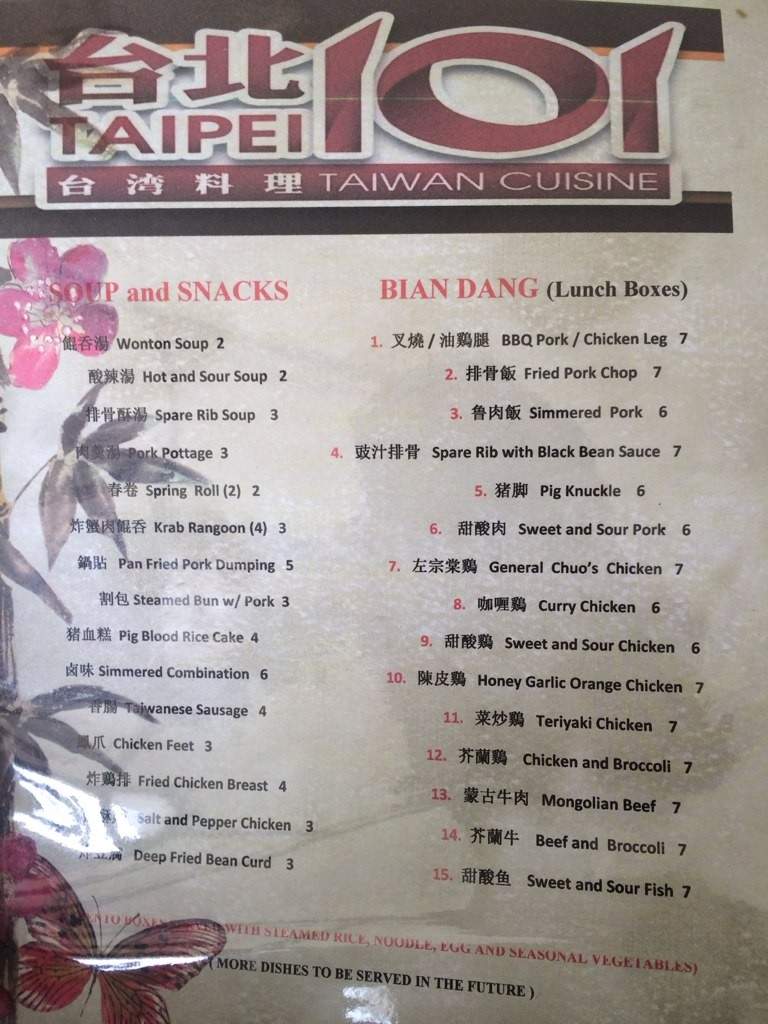 台北 101
TAIPEI
台湾料理 TAIWAN CUISINE
SOUP and SNACKS
餛呑湯 Wonton Soup 2
酸辣湯 Hot and Sour Soup 2
排骨酥湯 Spare Rib Soup 3
肉羹湯 Pork Pottage 3
春卷 Spring Roll (2) 2
炸蟹肉餛呑 Krab Rangoon (4) 3
鍋貼 Pan Fried Pork Dumping 5
割包 Steamed Bun w/ Pork 3
猪血糕 Pig Blood Rice Cake 4
卤味 Simmered Combination 6
香腸 Taiwanese Sausage 4
鳳爪 Chicken Feet 3
炸鶏排 Fried Chicken Breast 4
Salt and Pepper Chicken 3
Deep Fried Bean Curd 3
BIAN DANG (Lunch Boxes)
1. 叉燒 / 油鶏腿 BBQ Pork / Chicken Leg 7
2. 排骨飯 Fried Pork Chop 7
3. 魯肉飯 Simmered Pork 6
4. 豉汁排骨 Spare Rib with Black Bean Sauce 7
5. 猪脚 Pig Knuckle 6
6. 甜酸肉 Sweet and Sour Pork 6
7. 左宗棠鶏 General Chuo's Chicken 7
8. 咖喱鶏 Curry Chicken 6
9. 甜酸鶏 Sweet and Sour Chicken 6
10. 陳皮鶏 Honey Garlic Orange Chicken 7
11. 菜炒鶏 Teriyaki Chicken 7
12. 芥蘭鶏 Chicken and Broccoli 7
13. 蒙古牛肉 Mongolian Beef 7
14. 芥蘭牛 Beef and Broccoli 7
15. 甜酸鱼 Sweet and Sour Fish 7
WITH STEAMED RICE, NOODLE, EGG AND SEASONAL VEGETABLES)
( MORE DISHES TO BE SERVED IN THE FUTURE )